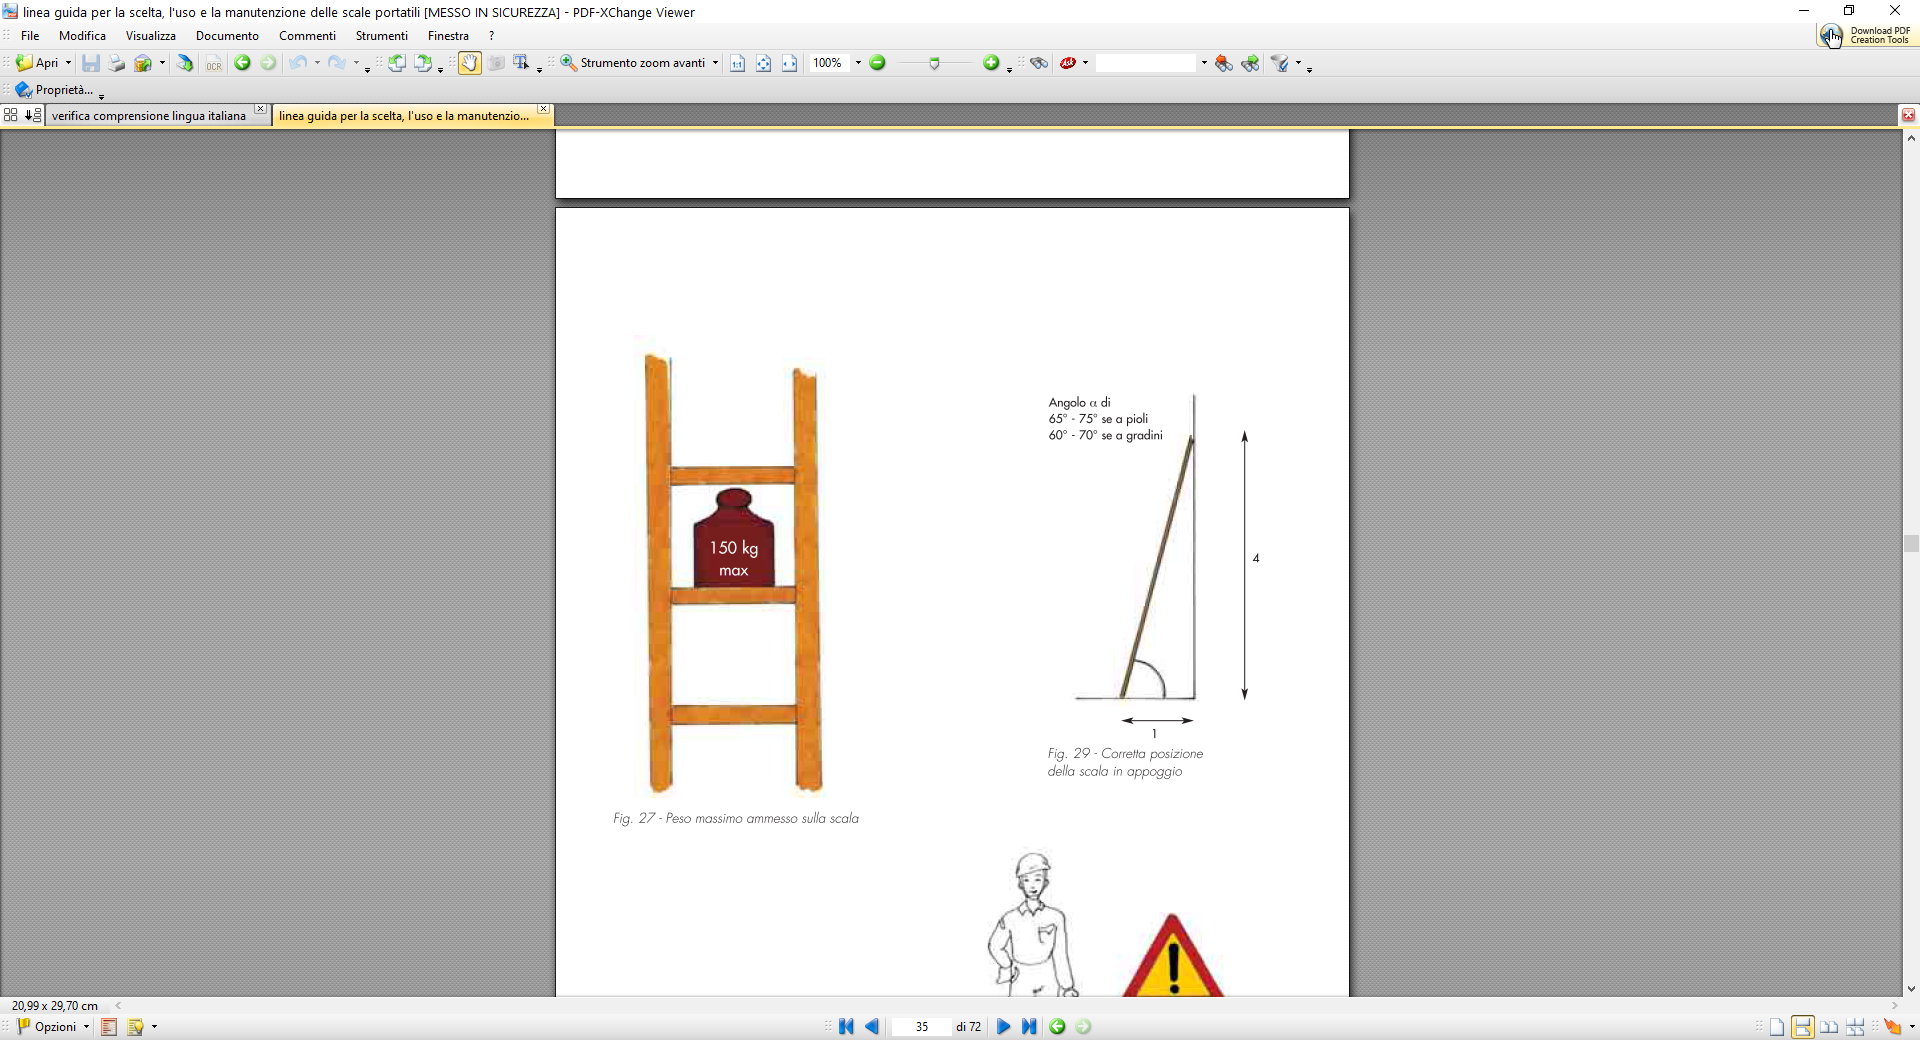 linea guida per la scelta, l'uso e la manutenzione delle scale portatili [MESSO IN SICUREZZA] - PDF-XChange Viewer
File Modifica Visualizza Documento Commenti Strumenti Finestra ?
Download PDF
Creation Tools
Apri OCR 1:1 Strumento zoom avanti 100% Ask
Proprietà...
verifica comprensione lingua italiana linea guida per la scelta, l'uso e la manutenzio...
150 kg
max
Fig. 27 - Peso massimo ammesso sulla scala
Angolo α di
65° - 75° se a pioli
60° - 70° se a gradini
4
1
Fig. 29 - Corretta posizione
della scala in appoggio
!
20,99 x 29,70 cm
Opzioni 35 di 72